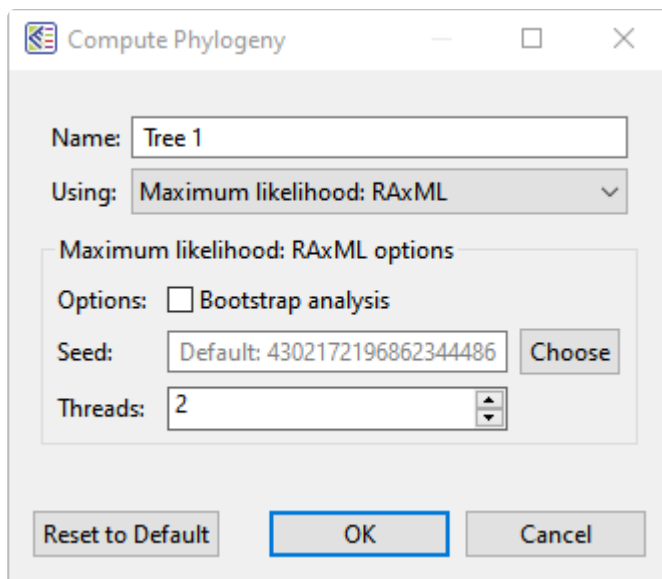 Compute Phylogeny
Name: Tree 1
Using: Maximum likelihood: RAxML
Maximum likelihood: RAxML options
Options: Bootstrap analysis
Seed: Default: 4302172196862344486 Choose
Threads: 2
Reset to Default OK Cancel